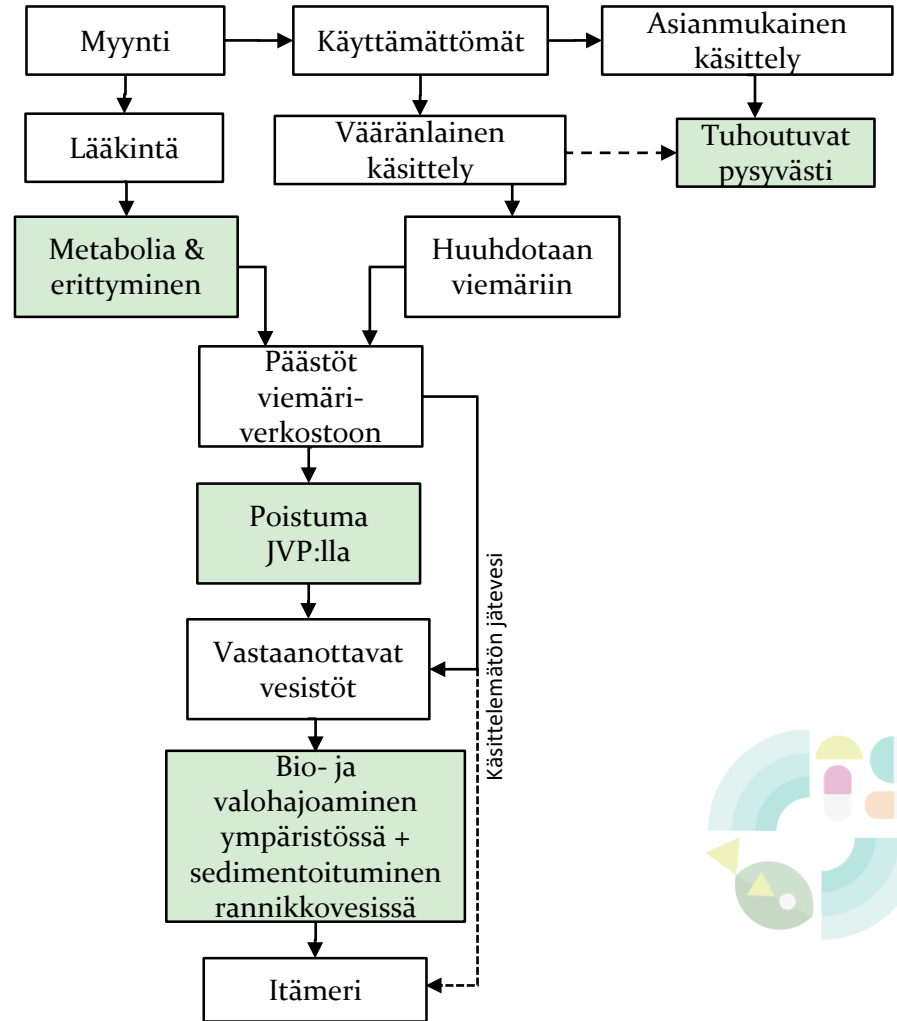 Myynti
Käyttämättömät
Asianmukainen
käsittely
Lääkintä
Vääränlainen
käsittely
Tuhoutuvat
pysyvästi
Metabolia &
erittyminen
Huuhdotaan
viemäriin
Päästöt
viemäri-
verkostoon
Poistuma
JVP:lla
Käsittelemätön jätevesi
Vastaanottavat
vesistöt
Bio- ja
valohajoaminen
ympäristössä +
sedimentoituminen
rannikkovesissä
Itämeri